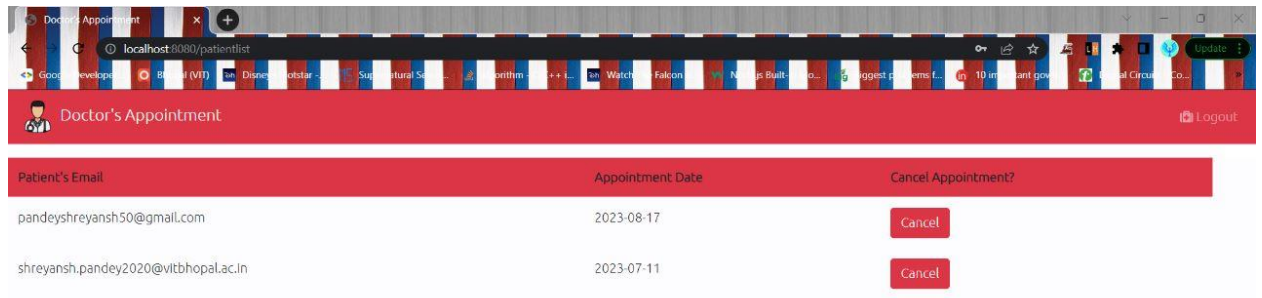 Doctor's Appointment
localhost:8080/patientlist
Update
Doctor's Appointment
Logout
Patient's Email Appointment Date Cancel Appointment?
pandeyshreyansh50@gmail.com 2023-08-17 Cancel
shreyansh.pandey2020@vitbhopal.ac.in 2023-07-11 Cancel